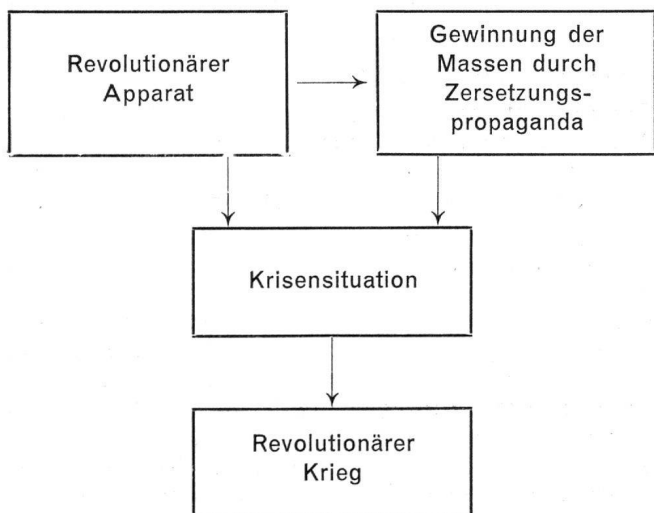 Revolutionärer
Apparat
Gewinnung der
Massen durch
Zersetzungs-
propaganda
Krisensituation
Revolutionärer
Krieg